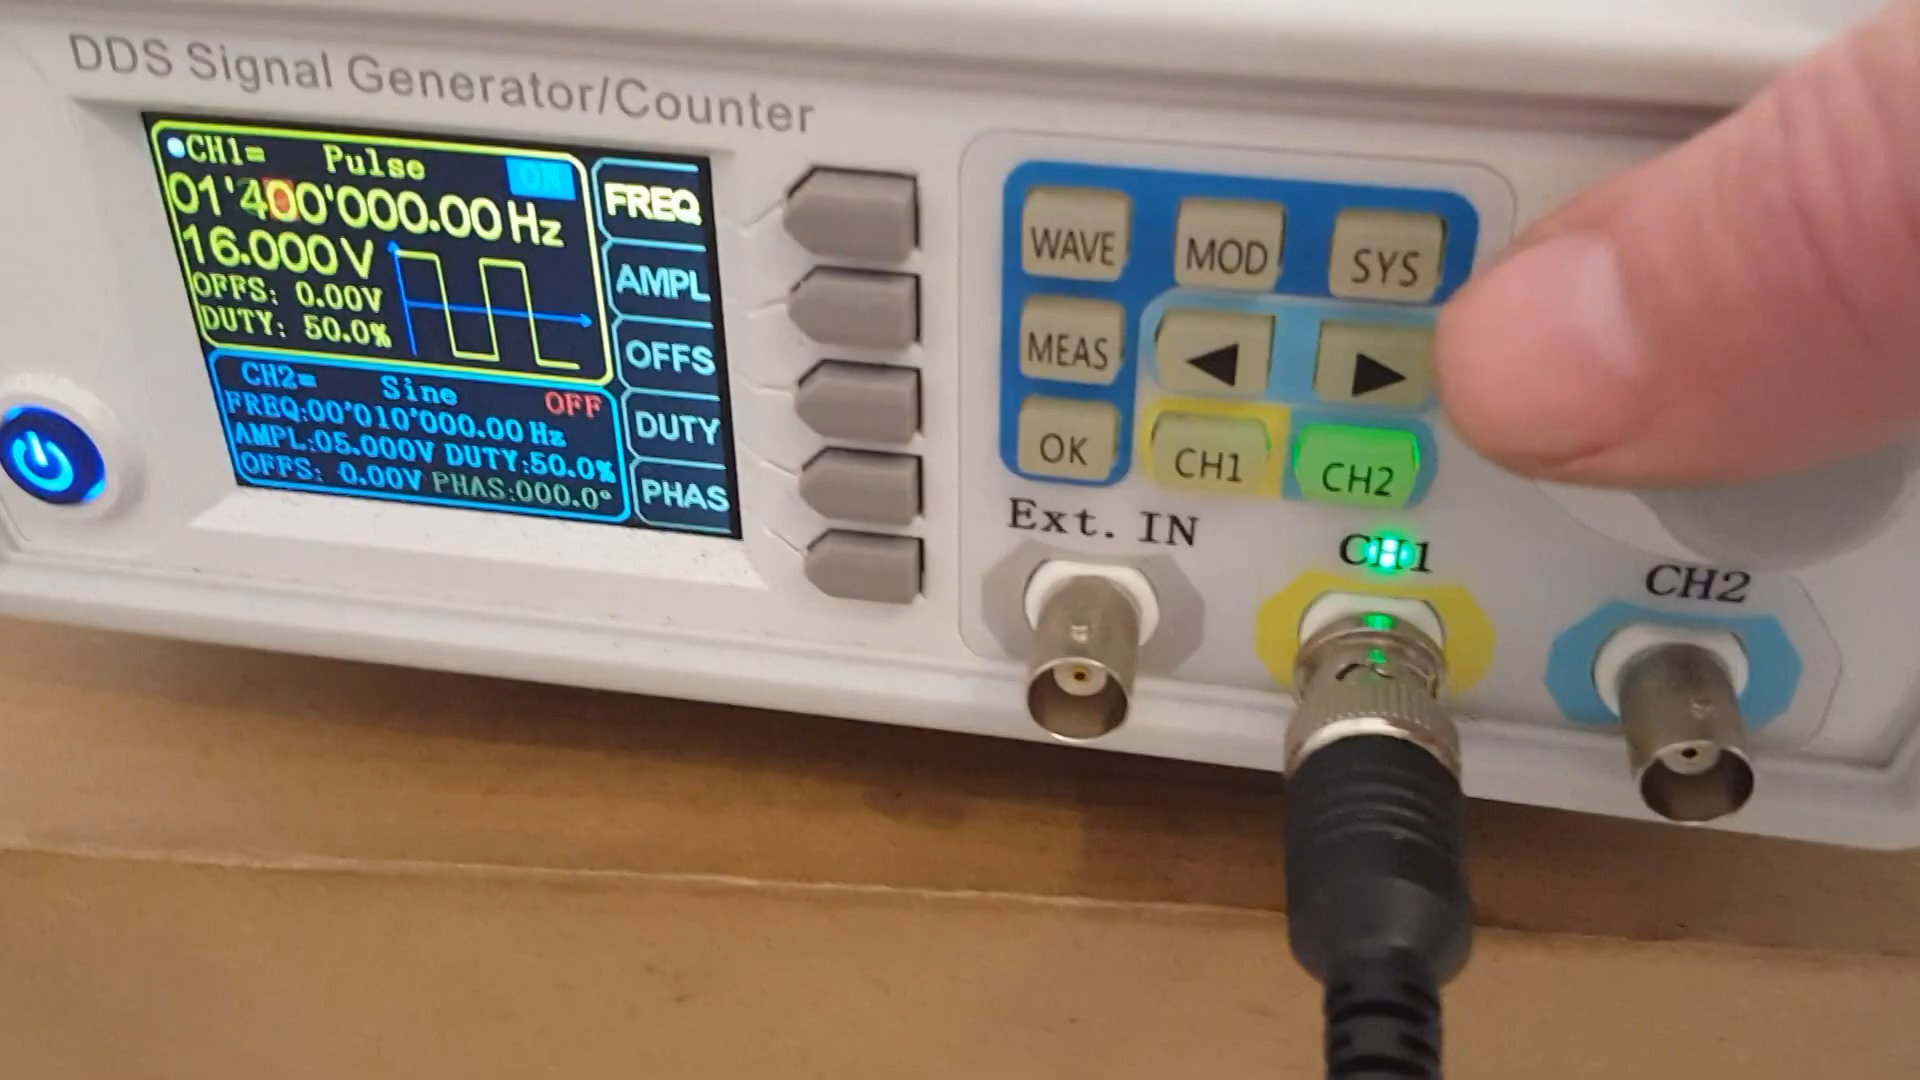 DDS Signal Generator/Counter
CH1= Pulse ON
01'400'000.00 Hz
16.000 V
OFFS: 0.00V
DUTY: 50.0%
CH2= Sine OFF
FREQ:00'010'000.00 Hz
AMPL:05.000V DUTY:50.0%
OFFS: 0.00V PHAS:000.0°
FREQ
AMPL
OFFS
DUTY
PHAS
WAVE MOD SYS
MEAS
OK CH1 CH2
Ext. IN CH1 CH2